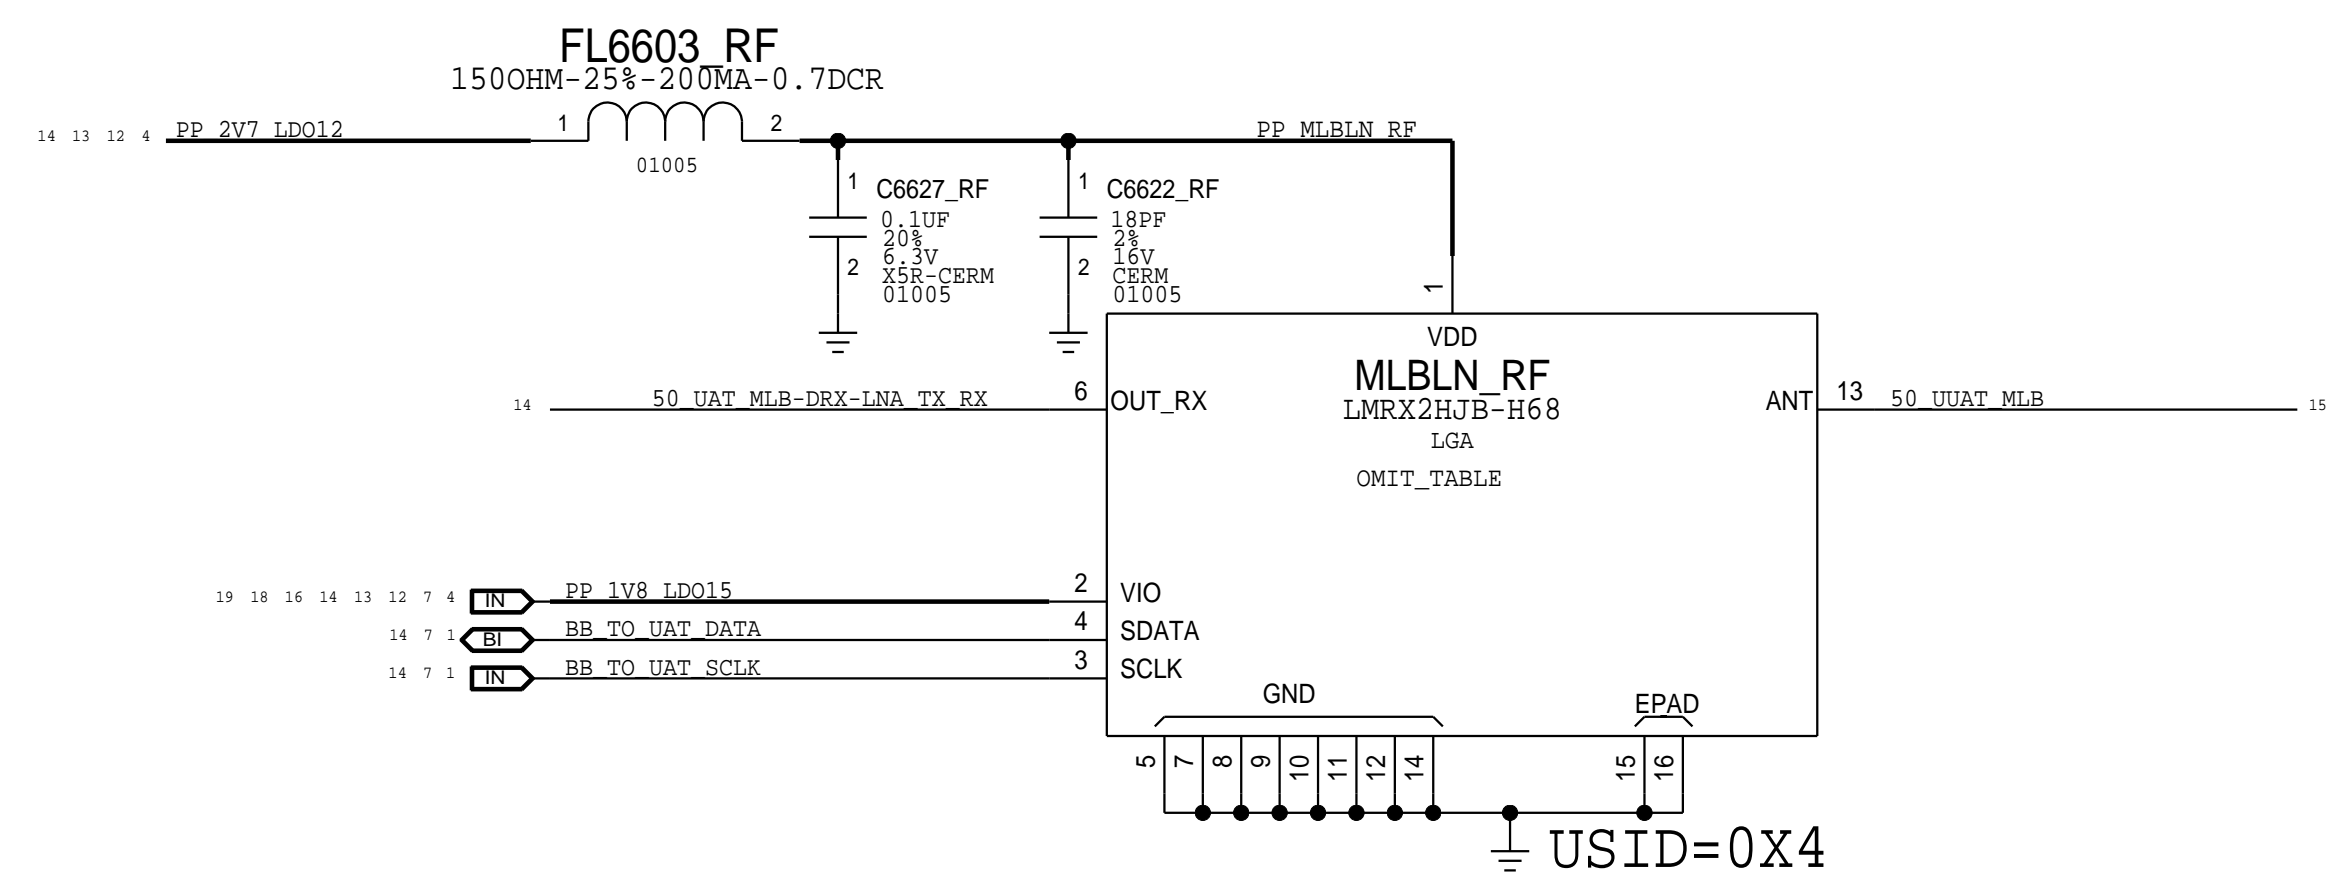 FL6603_RF
150OHM-25%-200MA-0.7DCR
14 13 12 4 PP_2V7_LDO12 1 2 PP_MLBLN_RF
01005
1 C6627_RF 1 C6622_RF
0.1UF 18PF
20% 2%
6.3V 16V
2 X5R-CERM 2 CERM
01005 01005
1
VDD
MLBLN_RF
LMRX2HJB-H68
LGA
OMIT_TABLE
14 50_UAT_MLB-DRX-LNA_TX_RX 6 OUT_RX ANT 13 50_UUAT_MLB 15
19 18 16 14 13 12 7 4 IN PP_1V8_LDO15 2 VIO
14 7 1 BI BB_TO_UAT_DATA 4 SDATA
14 7 1 IN BB_TO_UAT_SCLK 3 SCLK
GND EPAD
5 7 8 9 10 11 12 14 15 16
USID=0X4